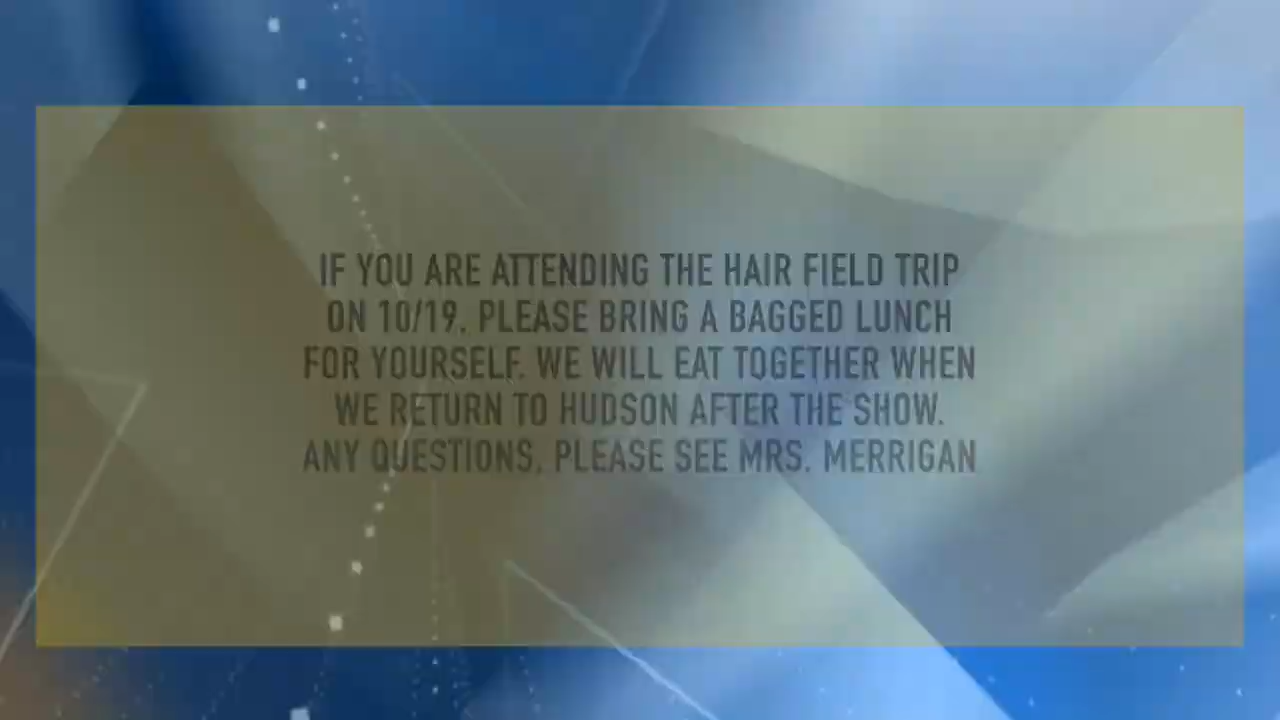 IF YOU ARE ATTENDING THE HAIR FIELD TRIP
ON 10/19, PLEASE BRING A BAGGED LUNCH
FOR YOURSELF. WE WILL EAT TOGETHER WHEN
WE RETURN TO HUDSON AFTER THE SHOW.
ANY QUESTIONS, PLEASE SEE MRS. MERRIGAN